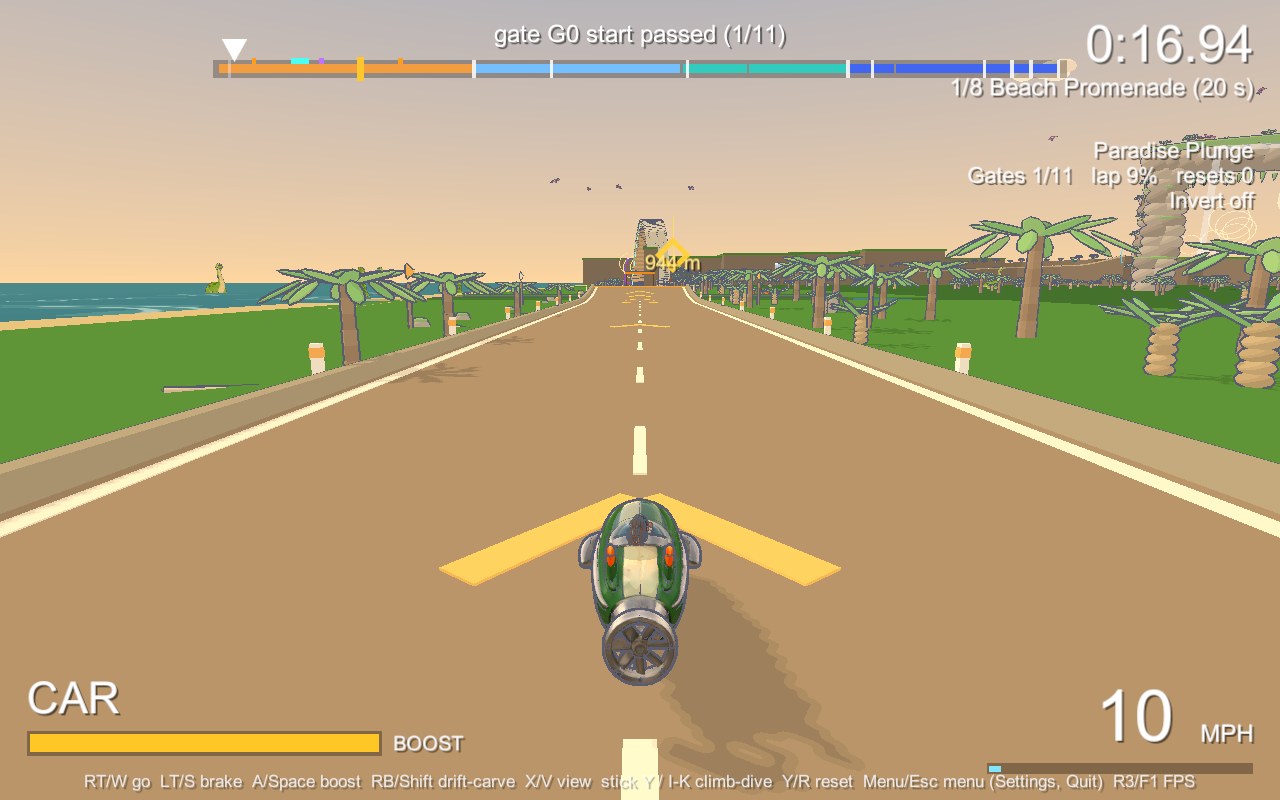 gate G0 start passed (1/11)
0:16.94
1/8 Beach Promenade (20 s)
Paradise Plunge
Gates 1/11 lap 9% resets 0
Invert off
944 m
CAR
BOOST
10 MPH
RT/W go LT/S brake A/Space boost RB/Shift drift-carve X/V view stick Y / I-K climb-dive Y/R reset Menu/Esc menu (Settings, Quit) R3/F1 FPS